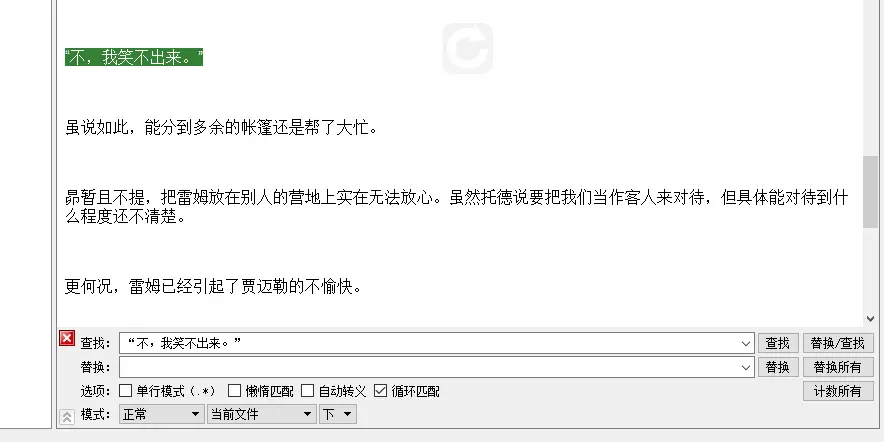 “不，我笑不出来。”
虽说如此，能分到多余的帐篷还是帮了大忙。
昴暂且不提，把雷姆放在别人的营地上实在无法放心。虽然托德说要把我们当作客人来对待，但具体能对待到什
么程度还不清楚。
更何况，雷姆已经引起了贾迈勒的不愉快。
查找： “不，我笑不出来。” 查找 替换/查找
替换： 替换 替换所有
选项： 单行模式（.*） 懒惰匹配 自动转义 循环匹配 计数所有
模式： 正常 当前文件 下